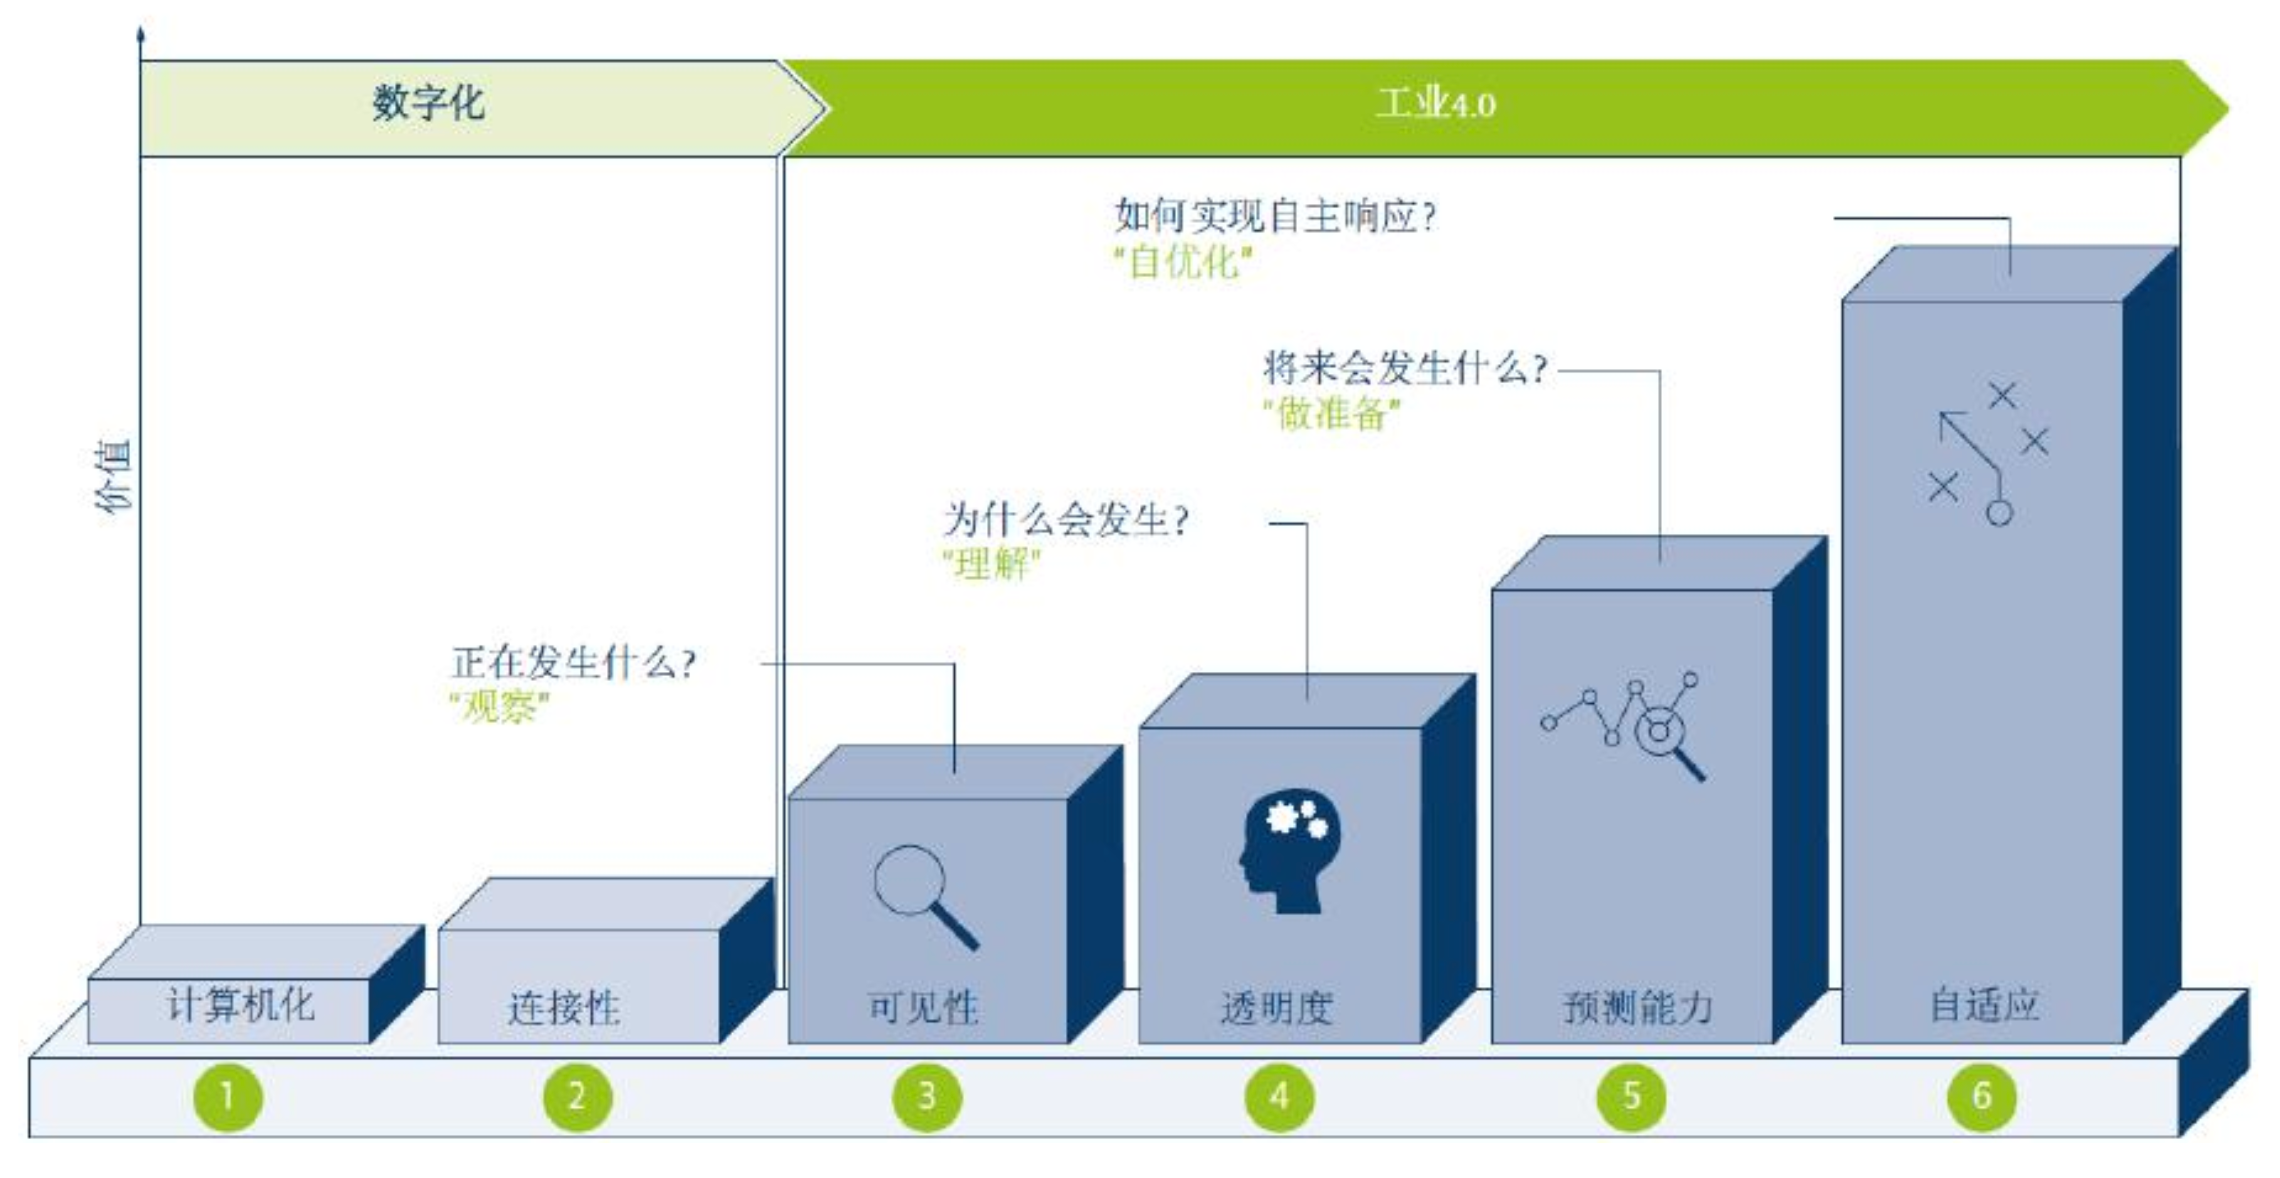 数字化
工业4.0
如何实现自主响应?
"自优化"
将来会发生什么?
"做准备"
为什么会发生?
"理解"
正在发生什么?
"观察"
价值
计算机化
连接性
可见性
透明度
预测能力
自适应
1
2
3
4
5
6